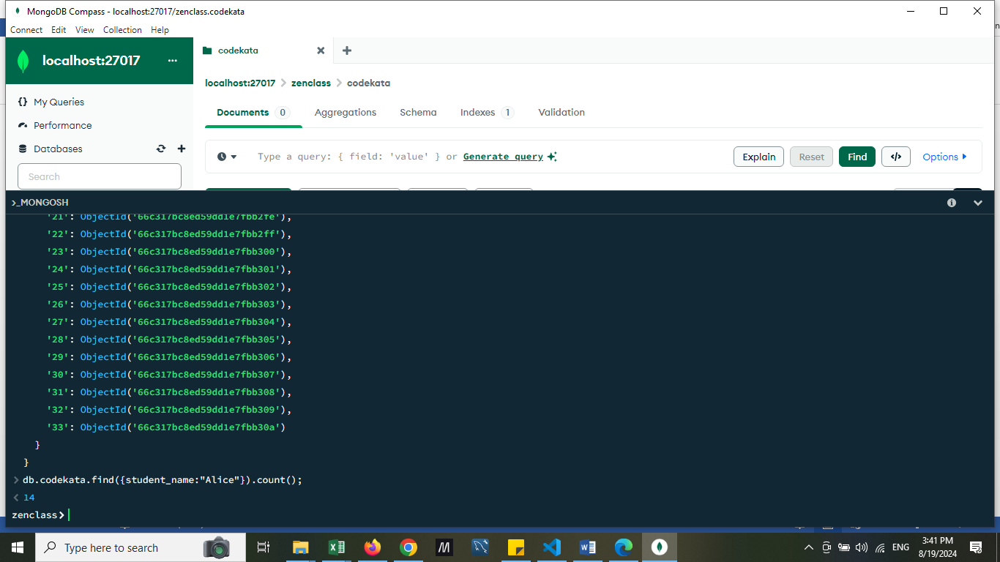 MongoDB Compass - localhost:27017/zenclass.codekata
Connect Edit View Collection Help
localhost:27017 ...
codekata
localhost:27017 > zenclass > codekata
{} My Queries
Performance
Databases
Search
Documents 0 Aggregations Schema Indexes 1 Validation
Type a query: { field: 'value' } or Generate query Explain Reset Find </> Options
>_MONGOSH
'21': ObjectId('66c317bc8ed59dd1e7fbb2fe'),
'22': ObjectId('66c317bc8ed59dd1e7fbb2ff'),
'23': ObjectId('66c317bc8ed59dd1e7fbb300'),
'24': ObjectId('66c317bc8ed59dd1e7fbb301'),
'25': ObjectId('66c317bc8ed59dd1e7fbb302'),
'26': ObjectId('66c317bc8ed59dd1e7fbb303'),
'27': ObjectId('66c317bc8ed59dd1e7fbb304'),
'28': ObjectId('66c317bc8ed59dd1e7fbb305'),
'29': ObjectId('66c317bc8ed59dd1e7fbb306'),
'30': ObjectId('66c317bc8ed59dd1e7fbb307'),
'31': ObjectId('66c317bc8ed59dd1e7fbb308'),
'32': ObjectId('66c317bc8ed59dd1e7fbb309'),
'33': ObjectId('66c317bc8ed59dd1e7fbb30a')
}
}
> db.codekata.find({student_name:"Alice"}).count();
< 14
zenclass>
Type here to search
ENG
3:41 PM
8/19/2024